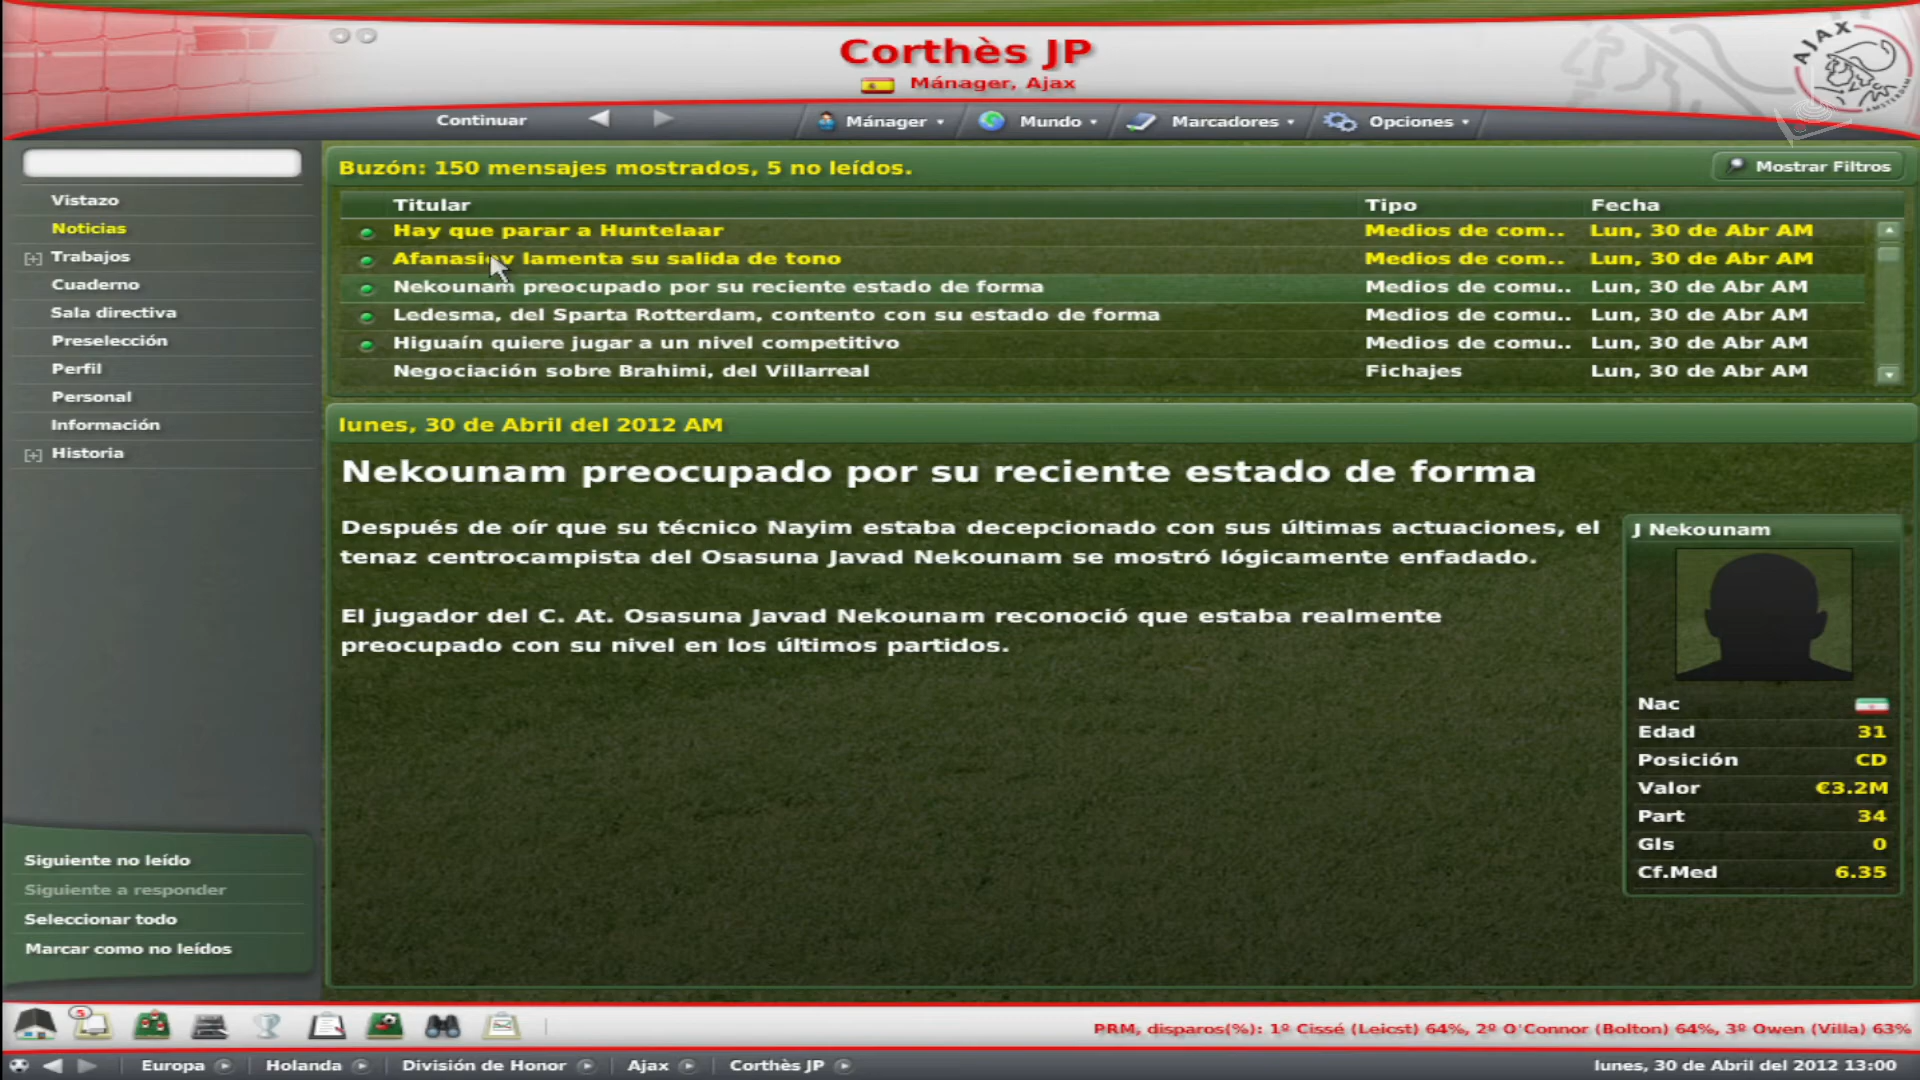 Corthès JP
Mánager, Ajax
AJAX
AMSTERDAM
Continuar
Mánager
Mundo
Marcadores
Opciones
Vistazo
Noticias
[+] Trabajos
Cuaderno
Sala directiva
Preselección
Perfil
Personal
Información
[+] Historia
Buzón: 150 mensajes mostrados, 5 no leídos.
Mostrar Filtros
Titular Tipo Fecha
Hay que parar a Huntelaar Medios de com.. Lun, 30 de Abr AM
Afanasiev lamenta su salida de tono Medios de com.. Lun, 30 de Abr AM
Nekounam preocupado por su reciente estado de forma Medios de comu.. Lun, 30 de Abr AM
Ledesma, del Sparta Rotterdam, contento con su estado de forma Medios de comu.. Lun, 30 de Abr AM
Higuaín quiere jugar a un nivel competitivo Medios de comu.. Lun, 30 de Abr AM
Negociación sobre Brahimi, del Villarreal Fichajes Lun, 30 de Abr AM
lunes, 30 de Abril del 2012 AM
Nekounam preocupado por su reciente estado de forma
Después de oír que su técnico Nayim estaba decepcionado con sus últimas actuaciones, el
tenaz centrocampista del Osasuna Javad Nekounam se mostró lógicamente enfadado.
El jugador del C. At. Osasuna Javad Nekounam reconoció que estaba realmente
preocupado con su nivel en los últimos partidos.
J Nekounam
Nac
Edad 31
Posición CD
Valor €3.2M
Part 34
Gls 0
Cf.Med 6.35
Siguiente no leído
Siguiente a responder
Seleccionar todo
Marcar como no leídos
5
PRM, disparos(%): 1º Cissé (Leicst) 64%, 2º O'Connor (Bolton) 64%, 3º Owen (Villa) 63%
Europa
Holanda
División de Honor
Ajax
Corthès JP
lunes, 30 de Abril del 2012 13:00